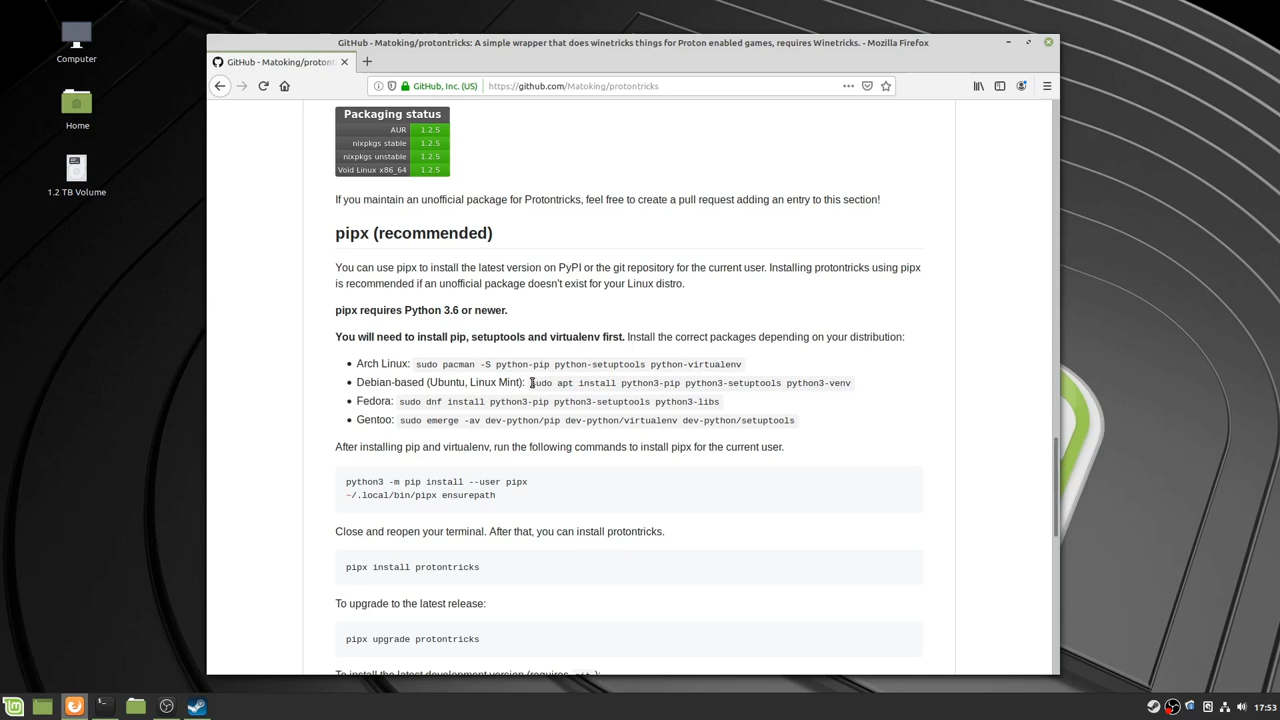 Computer
Home
1.2 TB Volume
GitHub - Matoking/protontricks: A simple wrapper that does winetricks things for Proton enabled games, requires Winetricks. - Mozilla Firefox
GitHub - Matoking/proton
GitHub, Inc. (US)
https://github.com/Matoking/protontricks
Packaging status
AUR 1.2.5
nixpkgs stable 1.2.5
nixpkgs unstable 1.2.5
Void Linux x86_64 1.2.5
If you maintain an unofficial package for Protontricks, feel free to create a pull request adding an entry to this section!
pipx (recommended)
You can use pipx to install the latest version on PyPI or the git repository for the current user. Installing protontricks using pipx
is recommended if an unofficial package doesn't exist for your Linux distro.
pipx requires Python 3.6 or newer.
You will need to install pip, setuptools and virtualenv first. Install the correct packages depending on your distribution:
Arch Linux: sudo pacman -S python-pip python-setuptools python-virtualenv
Debian-based (Ubuntu, Linux Mint): sudo apt install python3-pip python3-setuptools python3-venv
Fedora: sudo dnf install python3-pip python3-setuptools python3-libs
Gentoo: sudo emerge -av dev-python/pip dev-python/virtualenv dev-python/setuptools
After installing pip and virtualenv, run the following commands to install pipx for the current user.
python3 -m pip install --user pipx
~/.local/bin/pipx ensurepath
Close and reopen your terminal. After that, you can install protontricks.
pipx install protontricks
To upgrade to the latest release:
pipx upgrade protontricks
To install the latest development version (requires
17:53